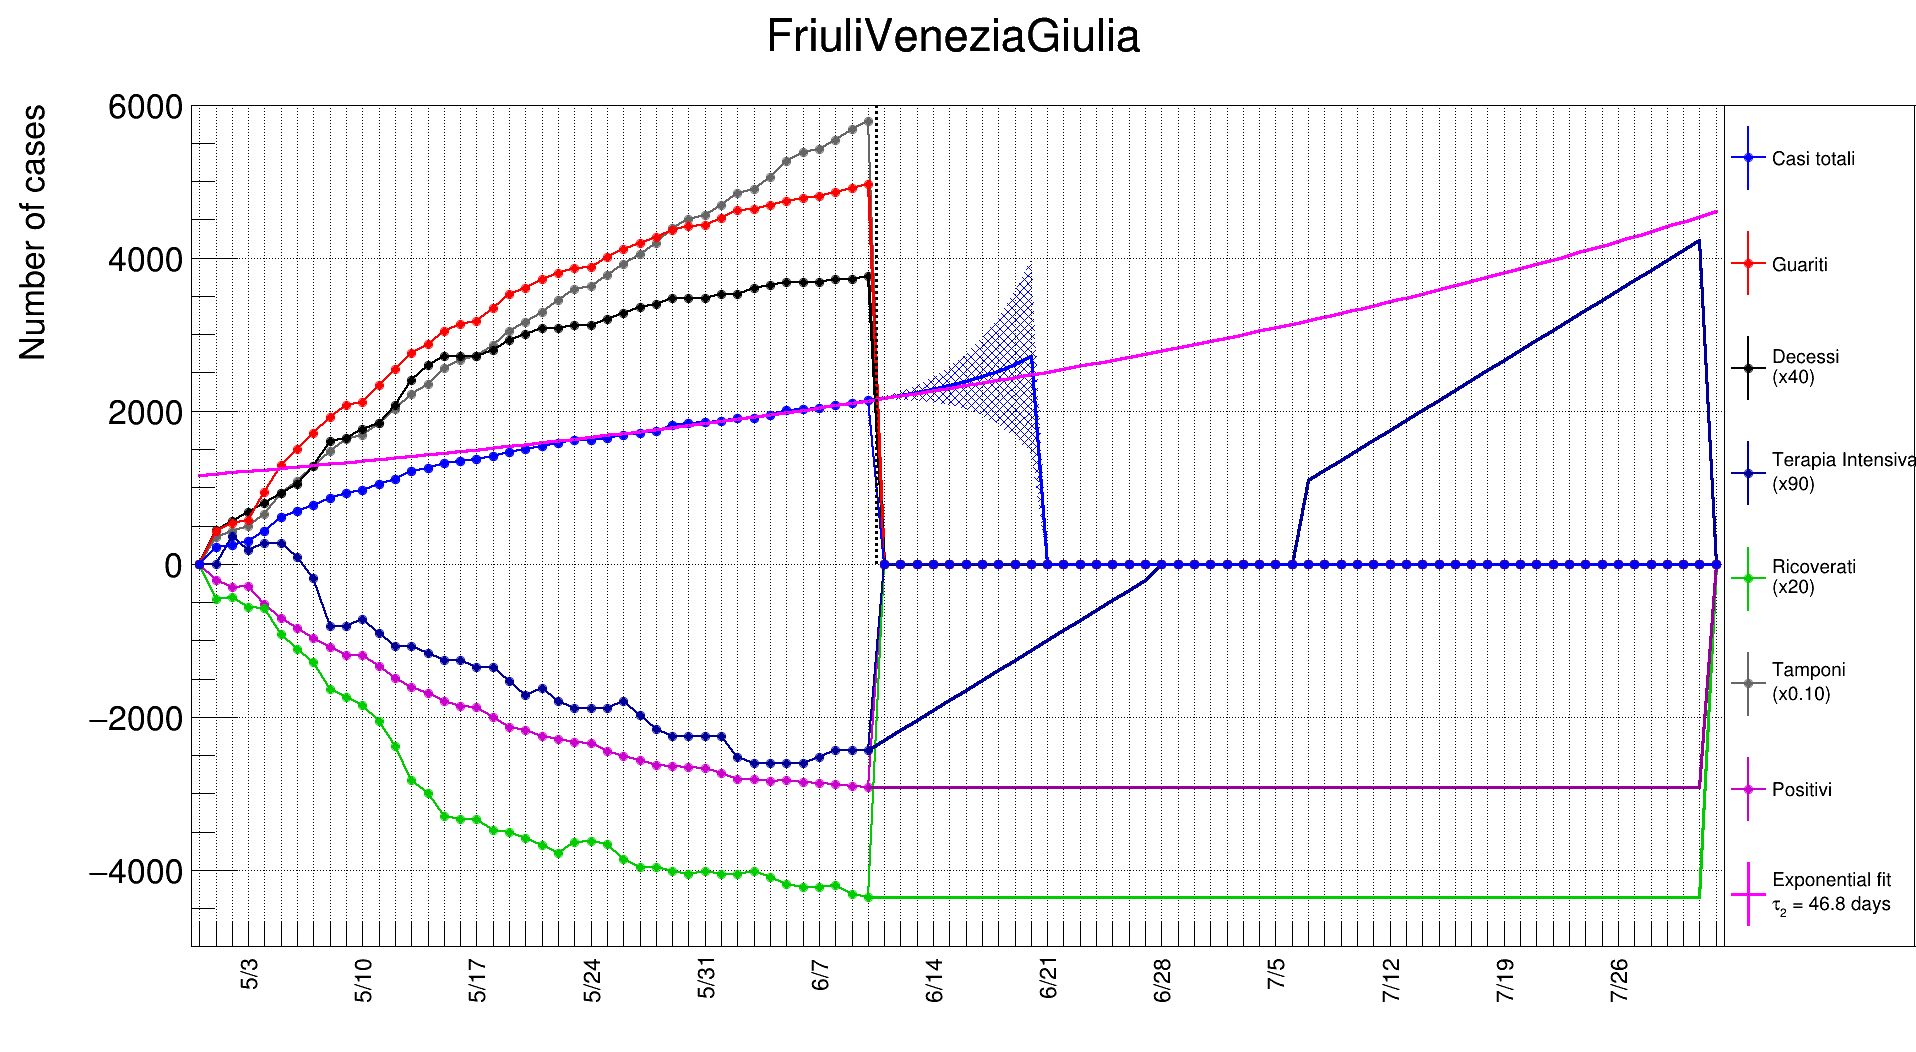 FriuliVeneziaGiulia
Number of cases
6000
4000
2000
0
−2000
−4000
5/3
5/10
5/17
5/24
5/31
6/7
6/14
6/21
6/28
7/5
7/12
7/19
7/26
Casi totali
Guariti
Decessi
(x40)
Terapia Intensiva
(x90)
Ricoverati
(x20)
Tamponi
(x0.10)
Positivi
Exponential fit
τ2 = 46.8 days